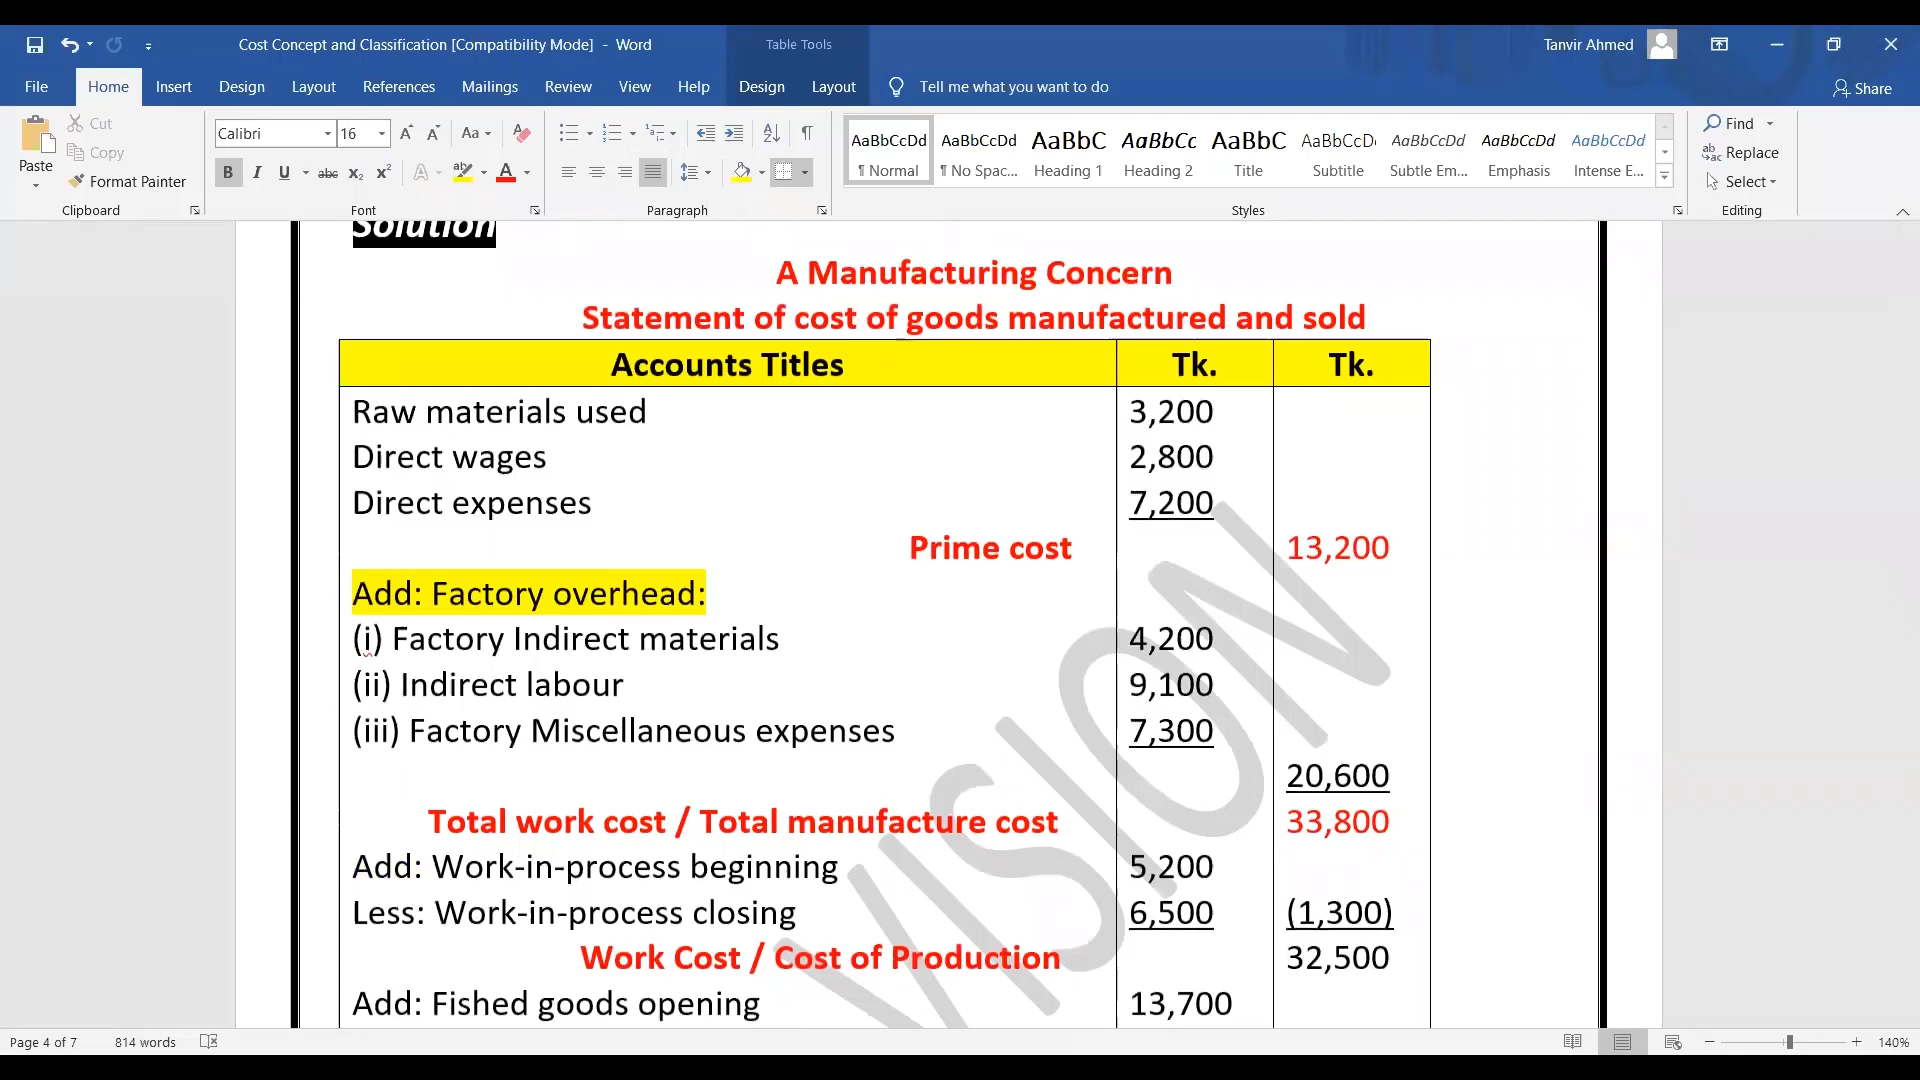 Cost Concept and Classification [Compatibility Mode] - Word
Table Tools
Tanvir Ahmed
File Home Insert Design Layout References Mailings Review View Help Design Layout Tell me what you want to do Share
Paste
Cut
Copy
Format Painter
Clipboard
Calibri 16
Font
Paragraph
AaBbCcDd AaBbCcDd AaBbC AaBbCc AaBbC AaBbCcD AaBbCcDd AaBbCcDd AaBbCcDd
¶ Normal ¶ No Spac... Heading 1 Heading 2 Title Subtitle Subtle Em... Emphasis Intense E...
Styles
Find
Replace
Select
Editing
Solution
A Manufacturing Concern
Statement of cost of goods manufactured and sold
Accounts Titles Tk. Tk.
Raw materials used 3,200
Direct wages 2,800
Direct expenses 7,200
Prime cost 13,200
Add: Factory overhead:
(i) Factory Indirect materials 4,200
(ii) Indirect labour 9,100
(iii) Factory Miscellaneous expenses 7,300
20,600
Total work cost / Total manufacture cost 33,800
Add: Work-in-process beginning 5,200
Less: Work-in-process closing 6,500 (1,300)
Work Cost / Cost of Production 32,500
Add: Fished goods opening 13,700
VISION
Page 4 of 7 814 words 140%